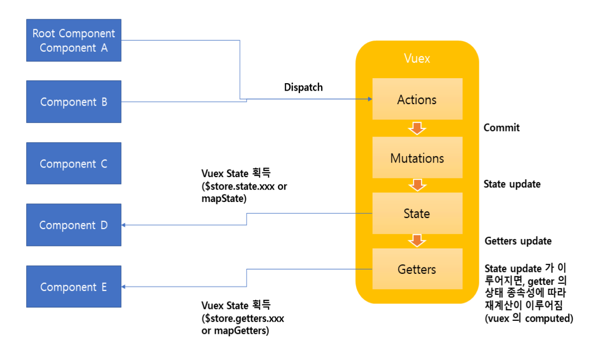 Root Component
Component A
Component B
Component C
Component D
Component E
Dispatch
Vuex State 획득
($store.state.xxx or
mapState)
Vuex State 획득
($store.getters.xxx
or mapGetters)
Vuex
Actions
Mutations
State
Getters
Commit
State update
Getters update
State update 가 이
루어지면, getter 의
상태 종속성에 따라
재계산이 이루어짐
(vuex 의 computed)